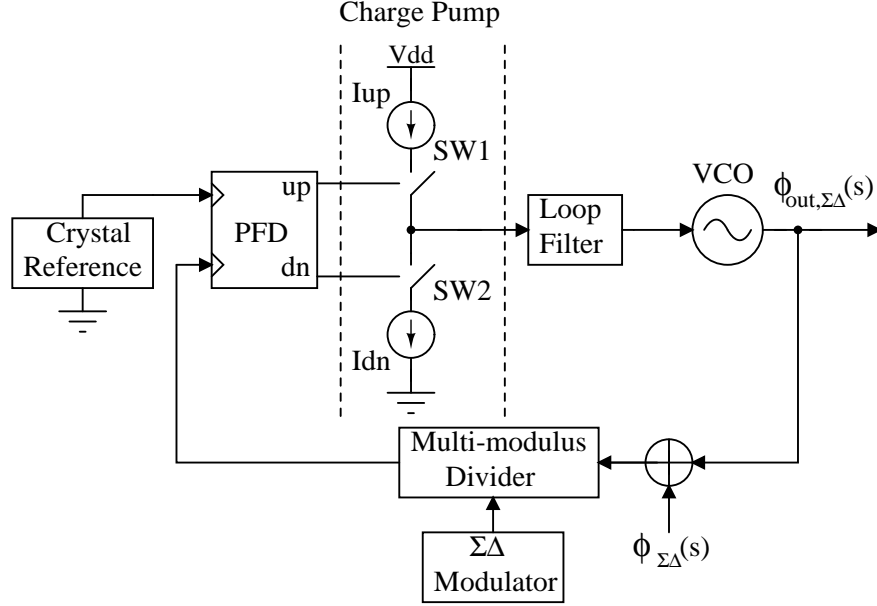 Charge Pump
Vdd
Iup
SW1
up
PFD
dn
Crystal
Reference
SW2
Idn
Loop
Filter
VCO
ϕout,ΣΔ(s)
Multi-modulus
Divider
ΣΔ
Modulator
ϕΣΔ(s)